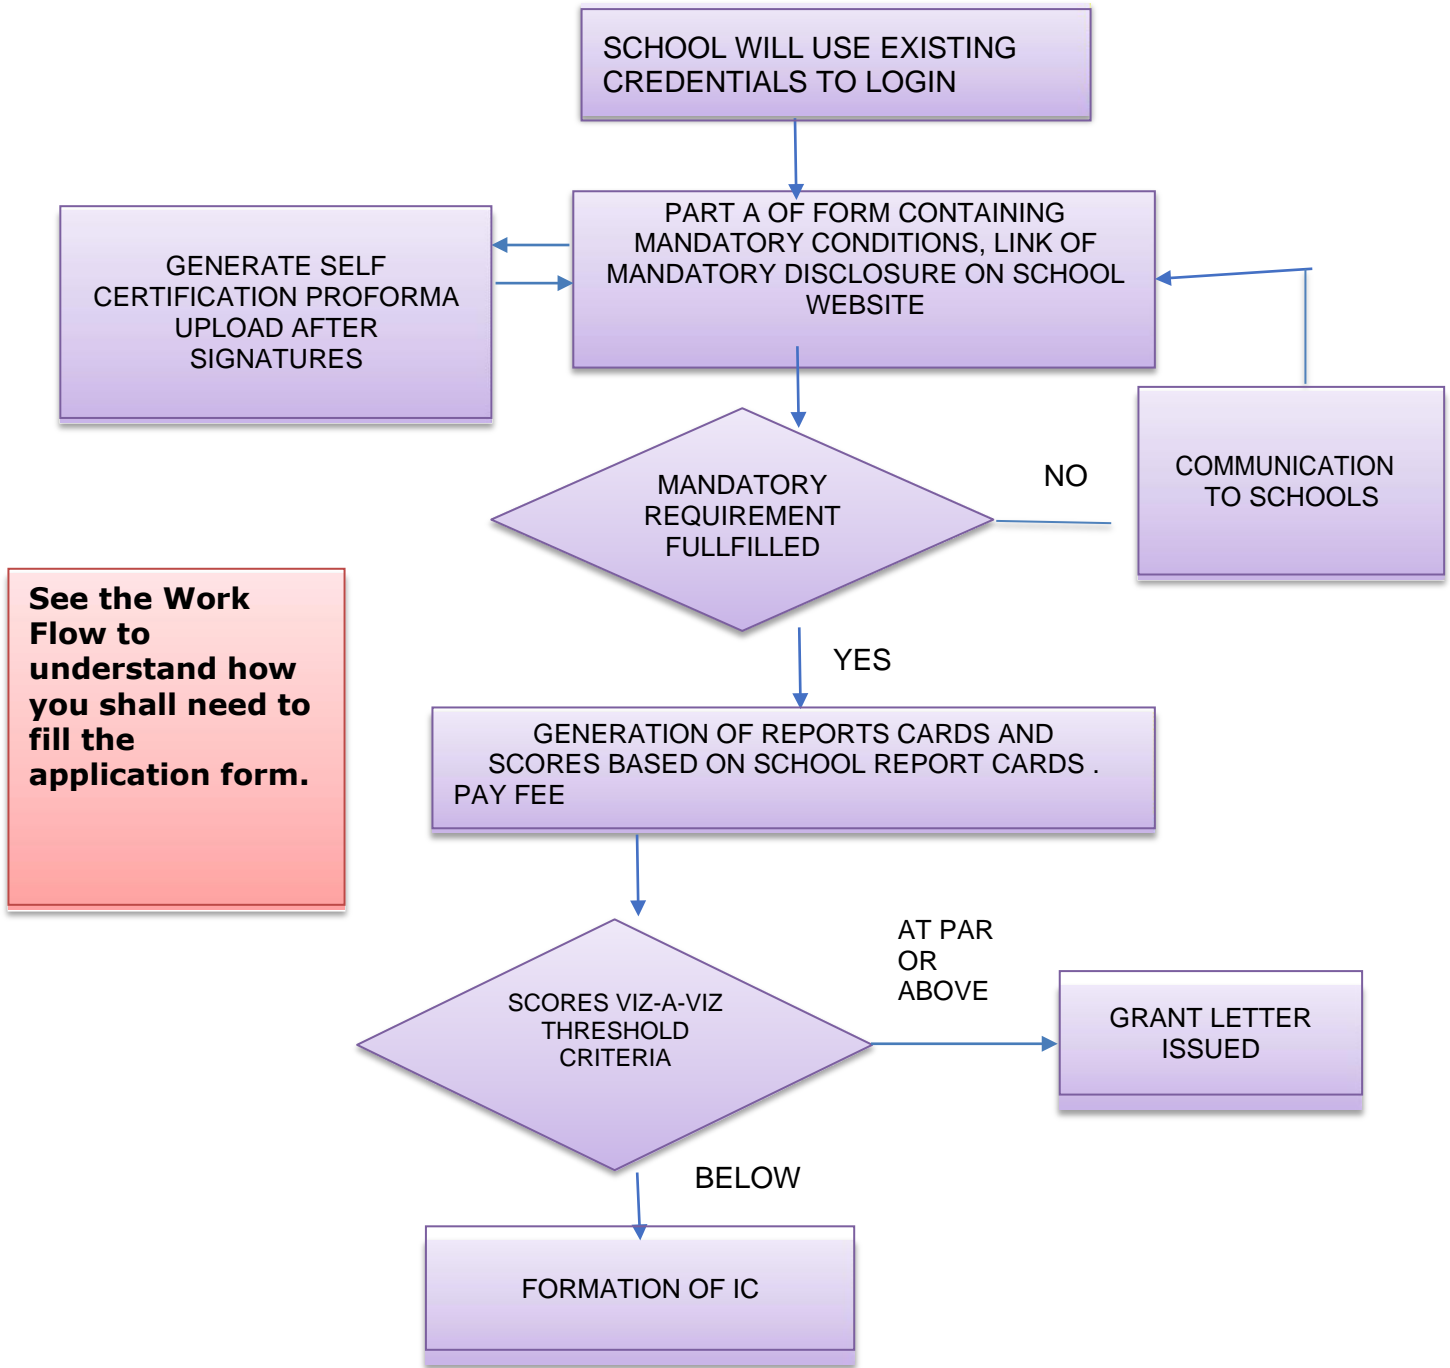 SCHOOL WILL USE EXISTING
CREDENTIALS TO LOGIN
PART A OF FORM CONTAINING
MANDATORY CONDITIONS, LINK OF
MANDATORY DISCLOSURE ON SCHOOL
WEBSITE
GENERATE SELF
CERTIFICATION PROFORMA
UPLOAD AFTER
SIGNATURES
MANDATORY
REQUIREMENT
FULLFILLED
NO
COMMUNICATION
TO SCHOOLS
See the Work
Flow to
understand how
you shall need to
fill the
application form.
YES
GENERATION OF REPORTS CARDS AND
SCORES BASED ON SCHOOL REPORT CARDS .
PAY FEE
SCORES VIZ-A-VIZ
THRESHOLD
CRITERIA
AT PAR
OR
ABOVE
GRANT LETTER
ISSUED
BELOW
FORMATION OF IC